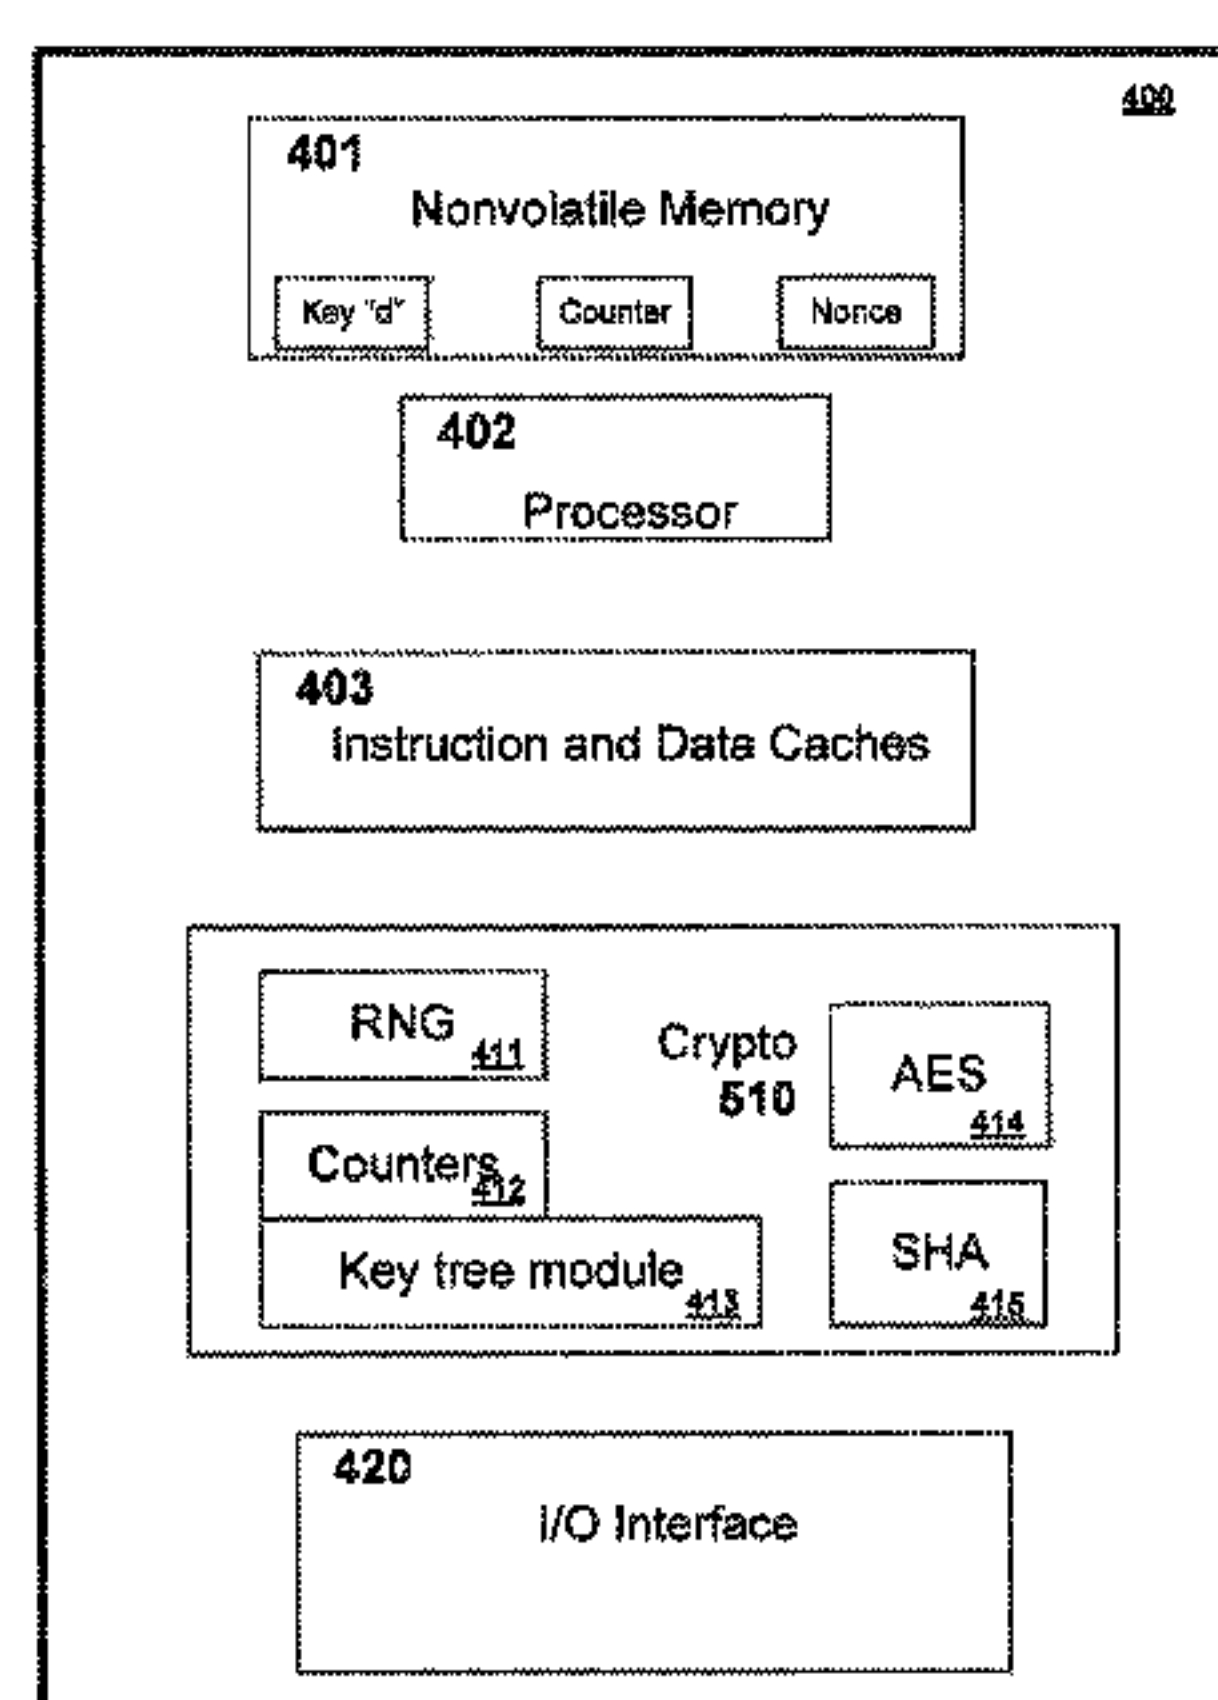 400
401
Nonvolatile Memory
Key "d"
Counter
Nonce
402
Processor
403
Instruction and Data Caches
RNG
411
Crypto
510
AES
414
Counters
412
Key tree module
413
SHA
415
420
I/O Interface